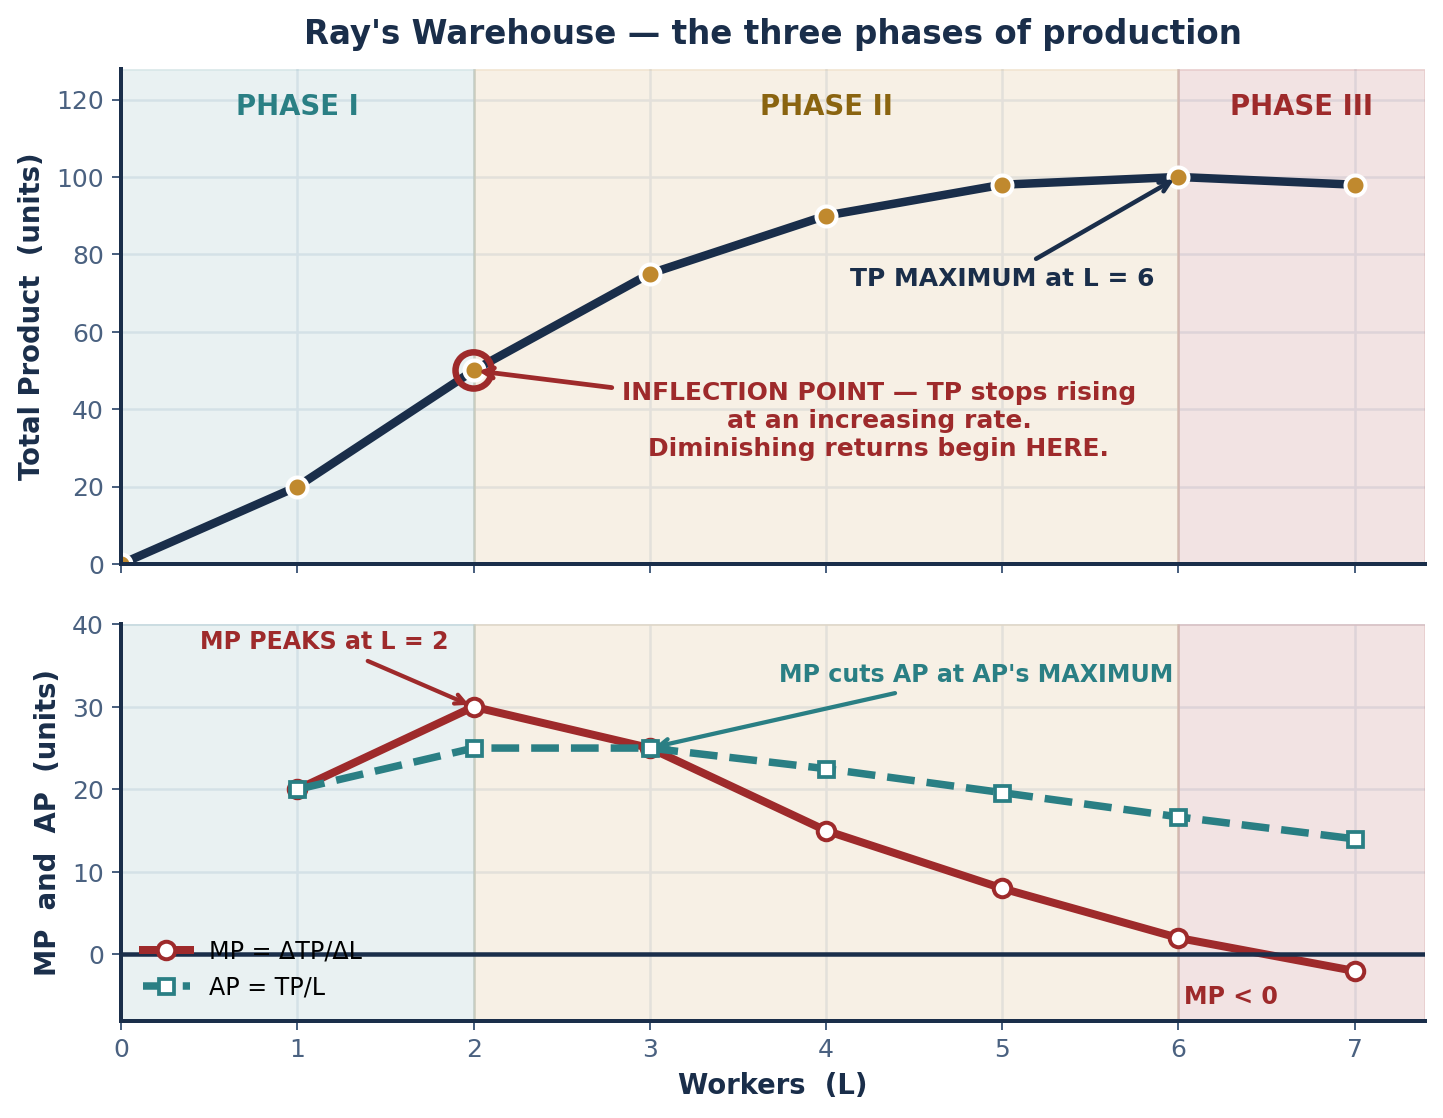 Ray's Warehouse — the three phases of production
PHASE I
PHASE II
PHASE III
Total Product (units)
120
100
80
60
40
20
0
TP MAXIMUM at L = 6
INFLECTION POINT — TP stops rising
at an increasing rate.
Diminishing returns begin HERE.
MP and AP (units)
40
30
20
10
0
MP PEAKS at L = 2
MP cuts AP at AP's MAXIMUM
MP = ΔTP/ΔL
AP = TP/L
MP < 0
0 1 2 3 4 5 6 7
Workers (L)